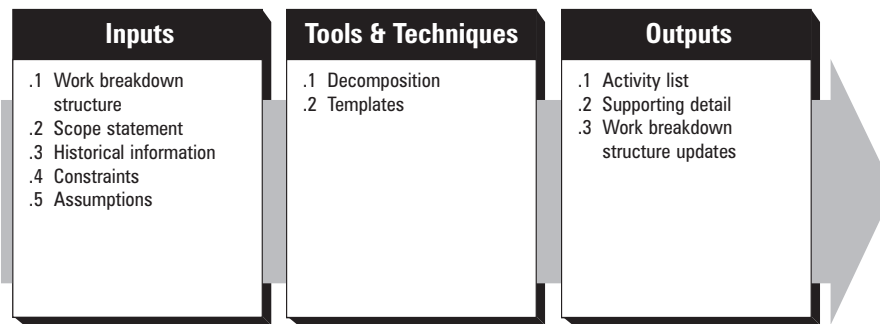 Inputs
.1 Work breakdown
structure
.2 Scope statement
.3 Historical information
.4 Constraints
.5 Assumptions
Tools & Techniques
.1 Decomposition
.2 Templates
Outputs
.1 Activity list
.2 Supporting detail
.3 Work breakdown
structure updates